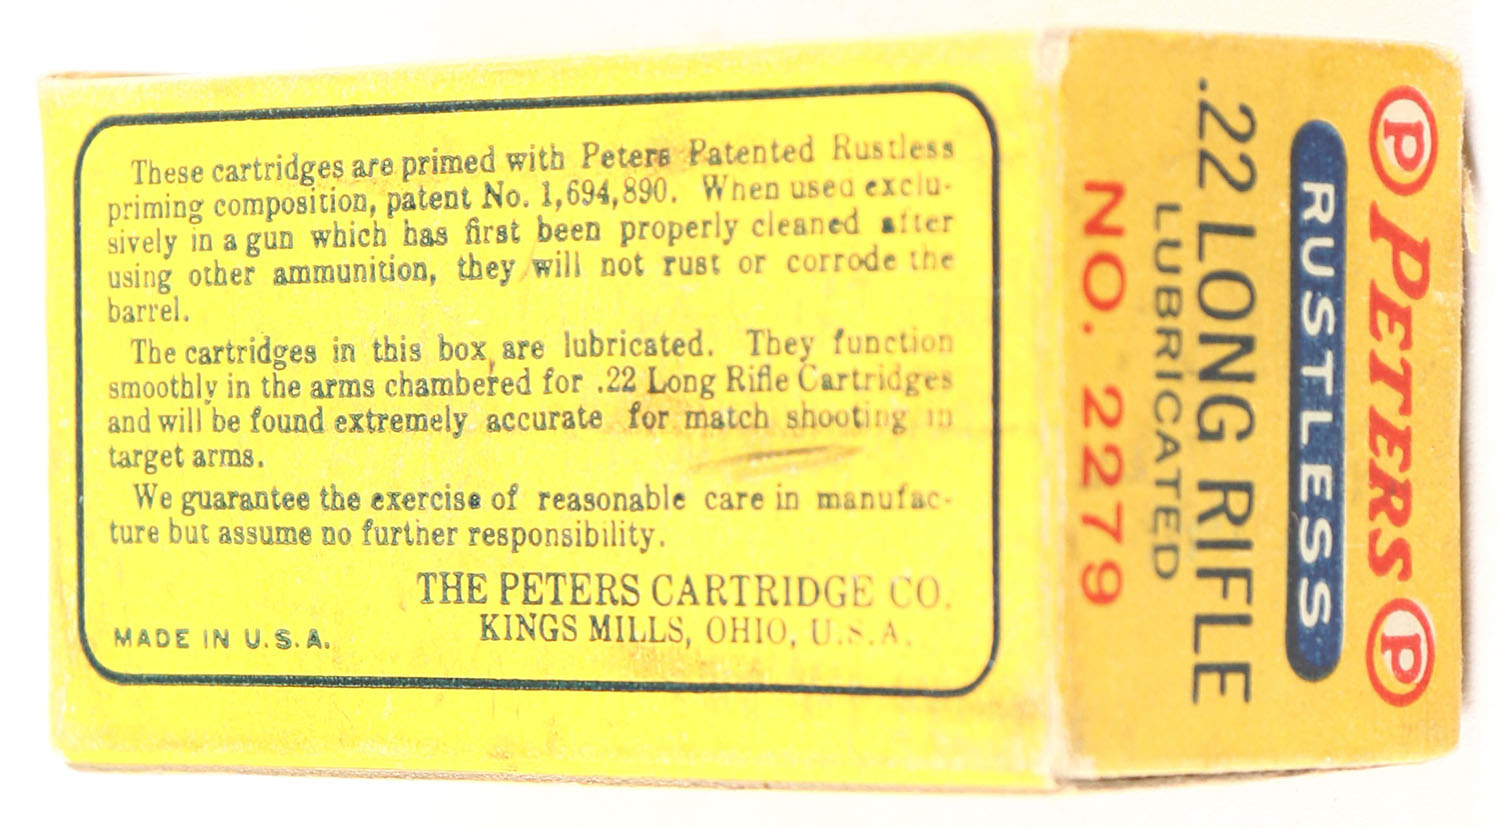 These cartridges are primed with Peters Patented Rustless
priming composition, patent No. 1,694,890. When used exclu-
sively in a gun which has first been properly cleaned after
using other ammunition, they will not rust or corrode the
barrel.
The cartridges in this box are lubricated. They function
smoothly in the arms chambered for .22 Long Rifle Cartridges
and will be found extremely accurate for match shooting in
target arms.
We guarantee the exercise of reasonable care in manufac-
ture but assume no further responsibility.
THE PETERS CARTRIDGE CO.
KINGS MILLS, OHIO, U.S.A.
MADE IN U.S.A.
P PETERS P
RUSTLESS
.22 LONG RIFLE
LUBRICATED
NO. 2279